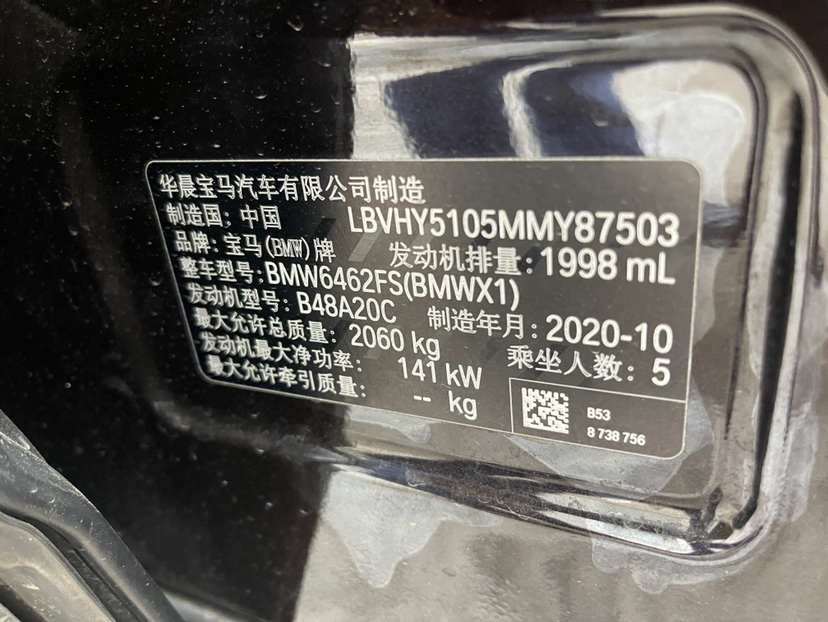 华晨宝马汽车有限公司制造
制造国: 中国 LBVHY5105MMY87503
品牌: 宝马(BMW)牌 发动机排量: 1998 mL
整车型号: BMW6462FS(BMWX1)
发动机型号: B48A20C 制造年月: 2020-10
最大允许总质量: 2060 kg 乘坐人数: 5
发动机最大净功率: 141 kW
最大允许牵引质量: -- kg
B53
8 738 756